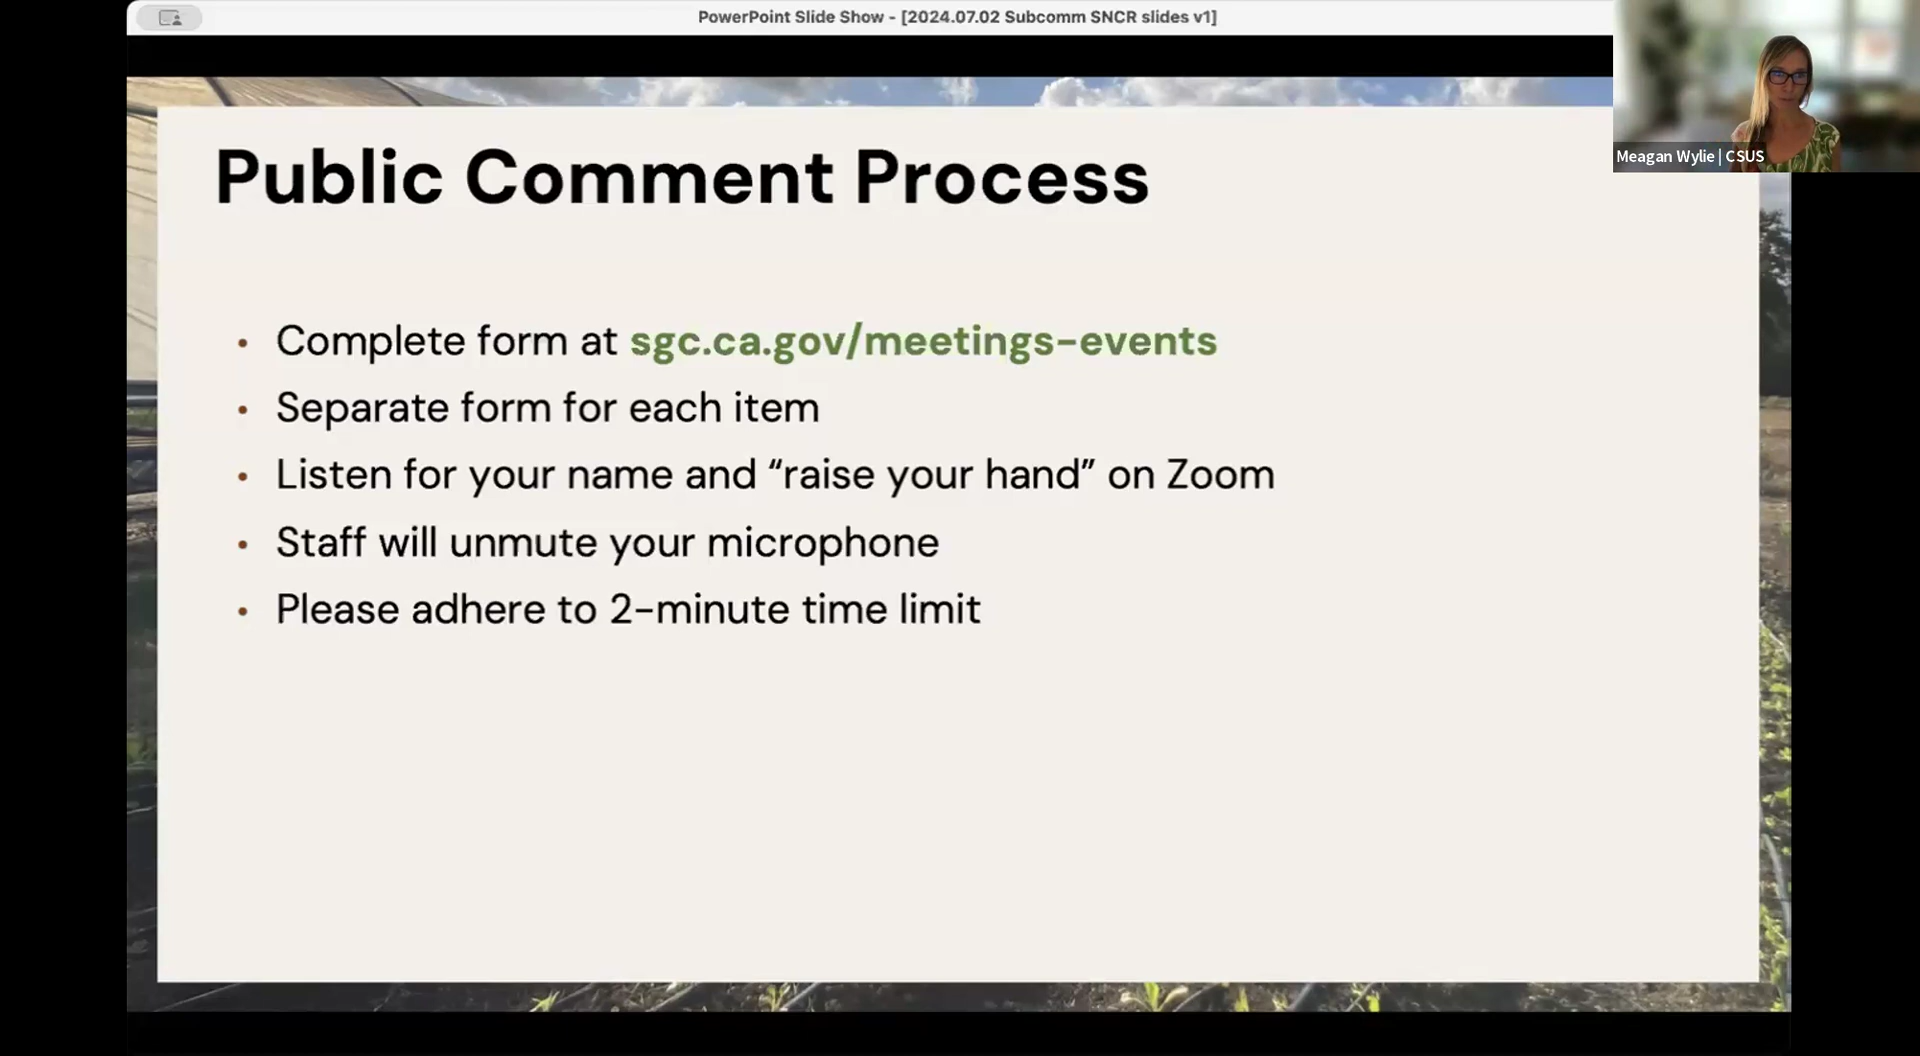 PowerPoint Slide Show - [2024.07.02 Subcomm SNCR slides v1]
Meagan Wylie | CSUS
Public Comment Process
• Complete form at sgc.ca.gov/meetings-events
• Separate form for each item
• Listen for your name and “raise your hand” on Zoom
• Staff will unmute your microphone
• Please adhere to 2-minute time limit